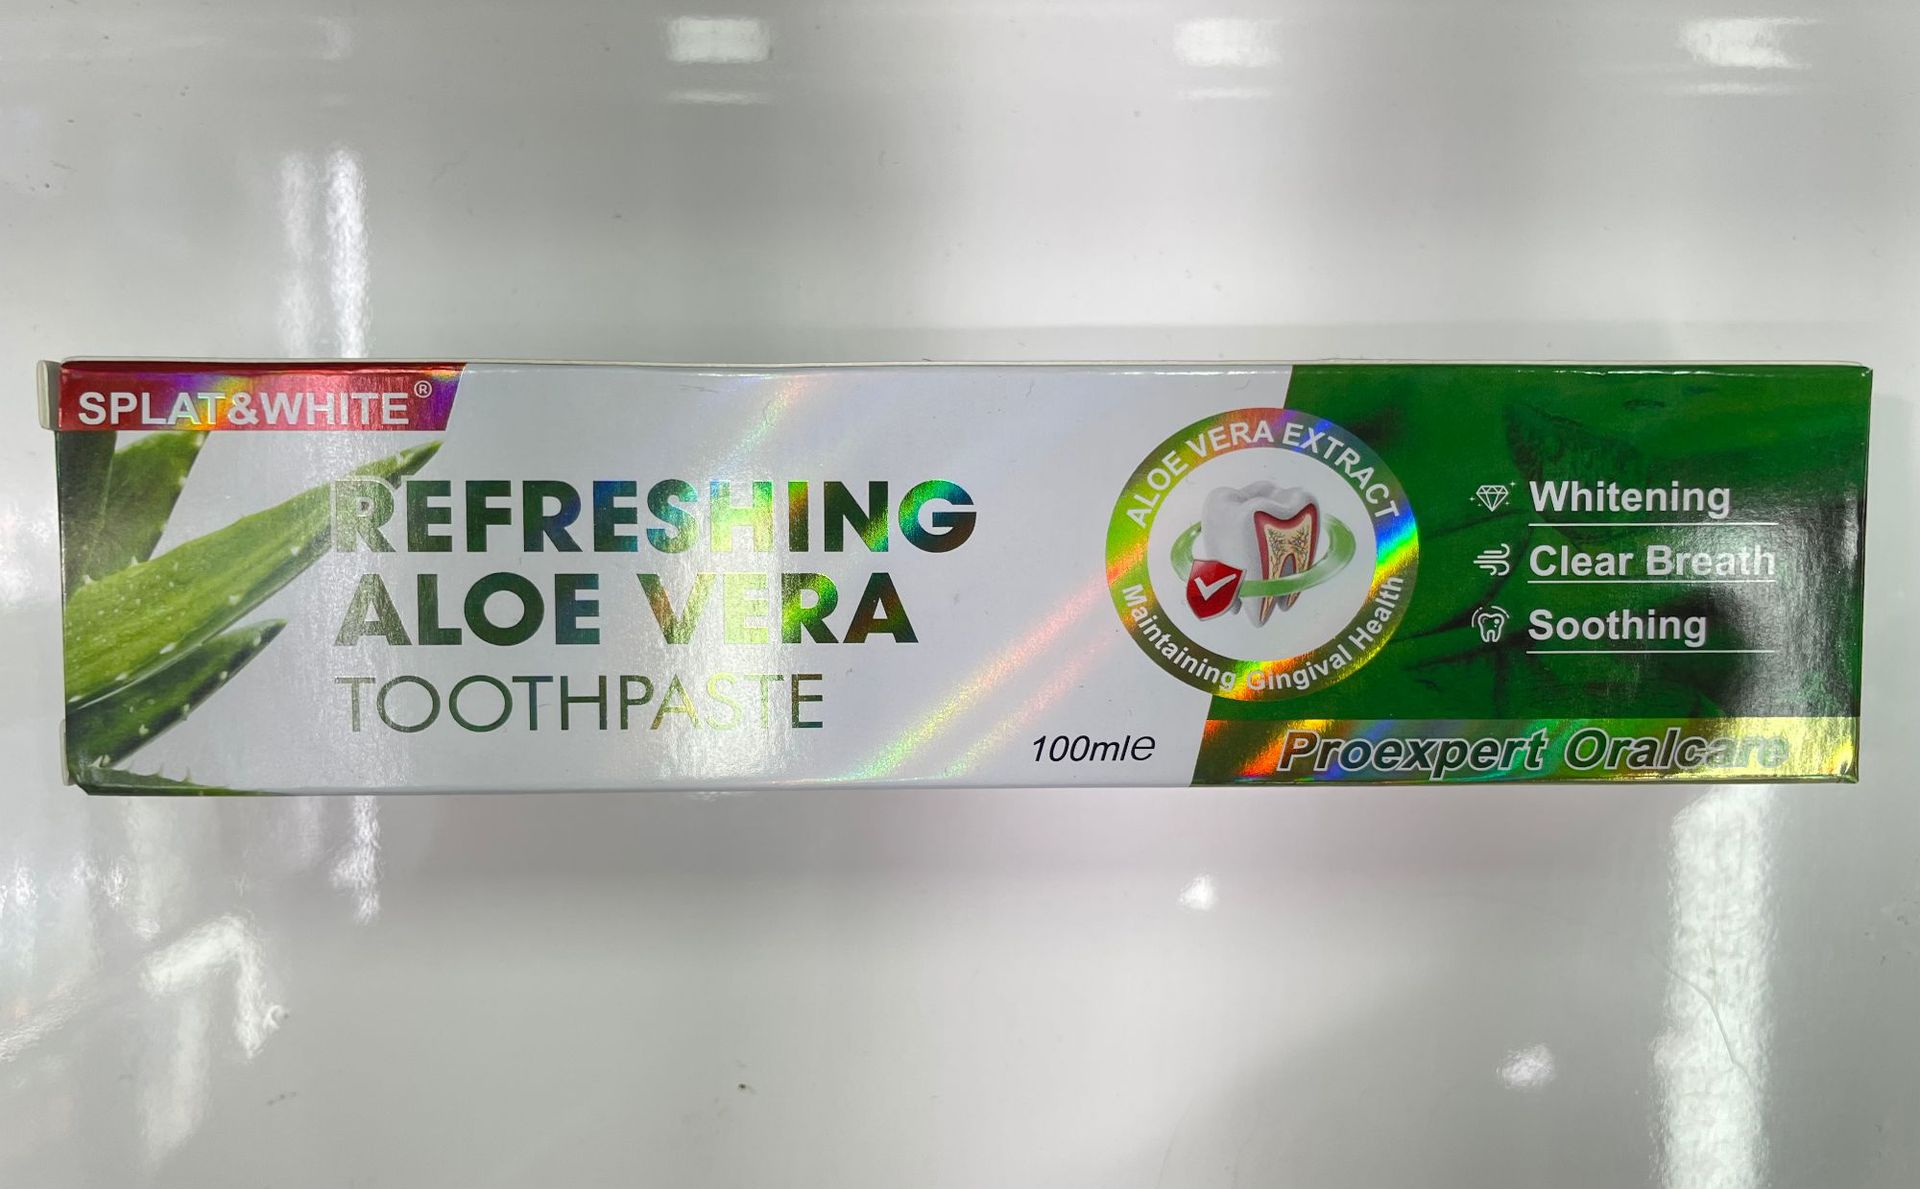 SPLAT&WHITE®
REFRESHING
ALOE VERA
TOOTHPASTE
100ml℮
ALOE VERA EXTRACT
Maintaining Gingival Health
Whitening
Clear Breath
Soothing
Proexpert Oralcare